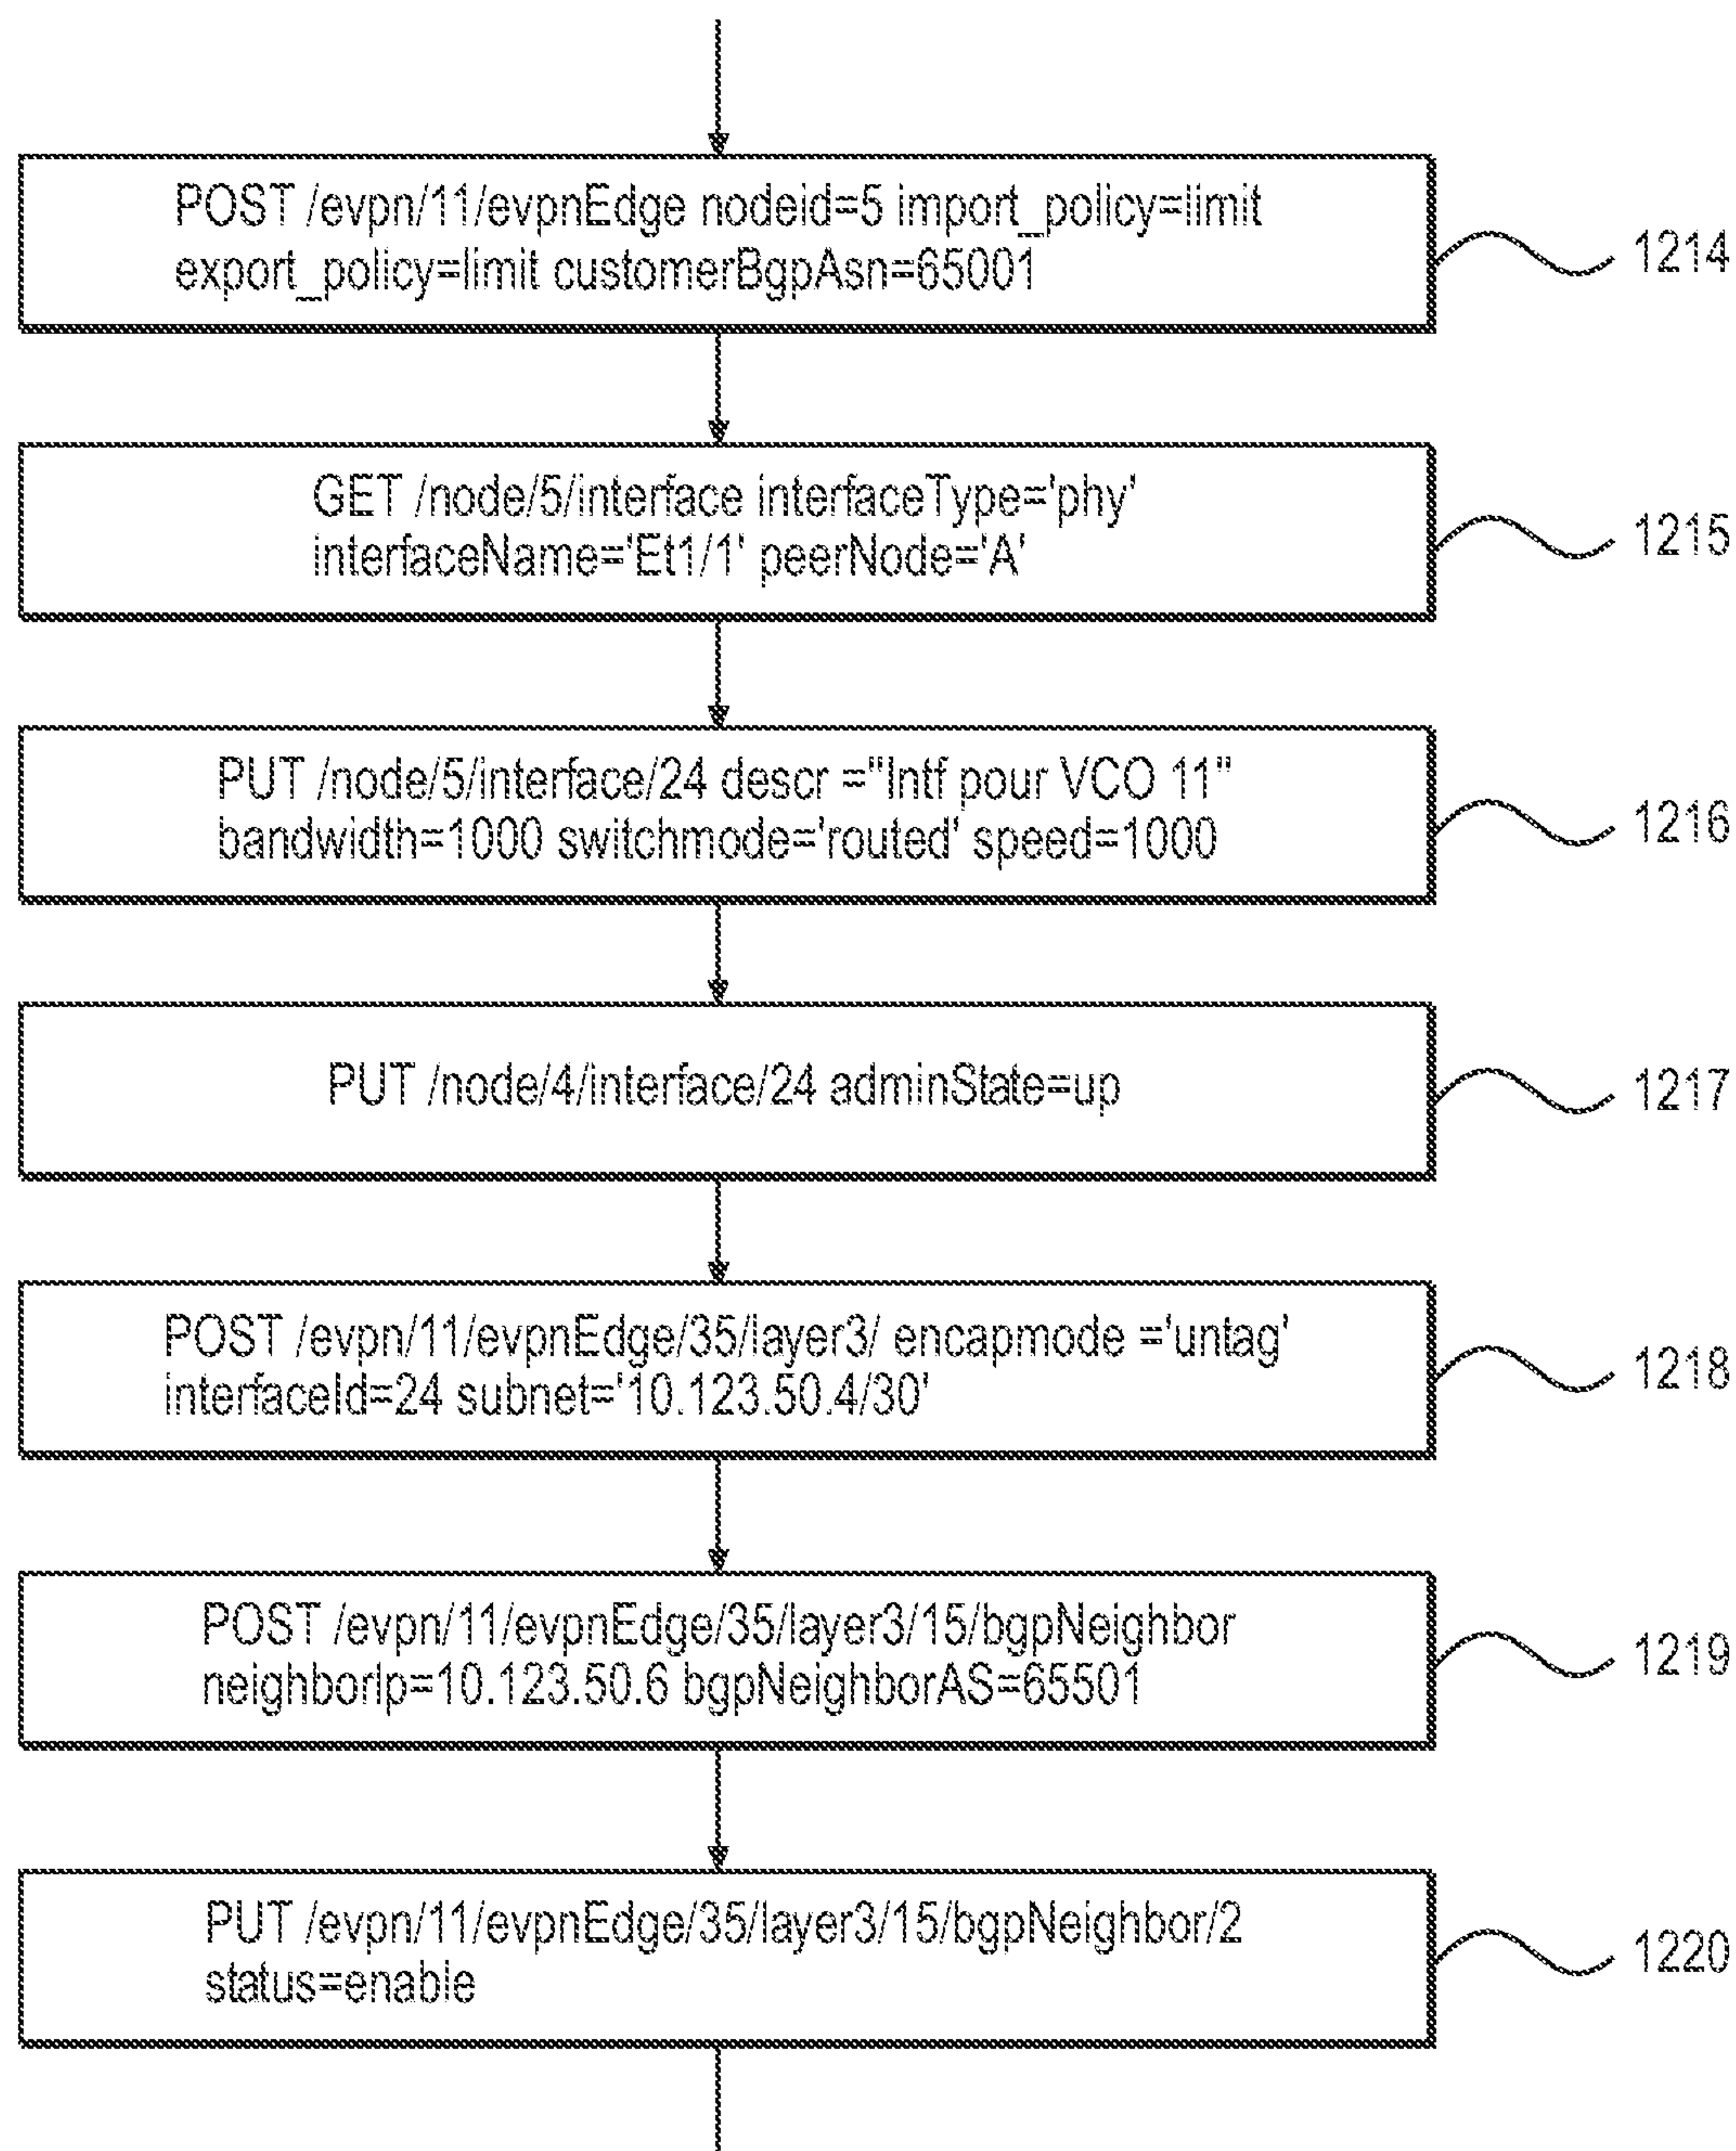 POST /evpn/11/evpnEdge nodeid=5 import_policy=limit
export_policy=limit customerBgpAsn=65001
1214
GET /node/5/interface interfaceType='phy'
interfaceName='Et1/1' peerNode='A'
1215
PUT /node/5/interface/24 descr ="Intf pour VCO 11"
bandwidth=1000 switchmode='routed' speed=1000
1216
PUT /node/4/interface/24 adminState=up
1217
POST /evpn/11/evpnEdge/35/layer3/ encapmode ='untag'
interfaceId=24 subnet='10.123.50.4/30'
1218
POST /evpn/11/evpnEdge/35/layer3/15/bgpNeighbor
neighborIp=10.123.50.6 bgpNeighborAS=65501
1219
PUT /evpn/11/evpnEdge/35/layer3/15/bgpNeighbor/2
status=enable
1220